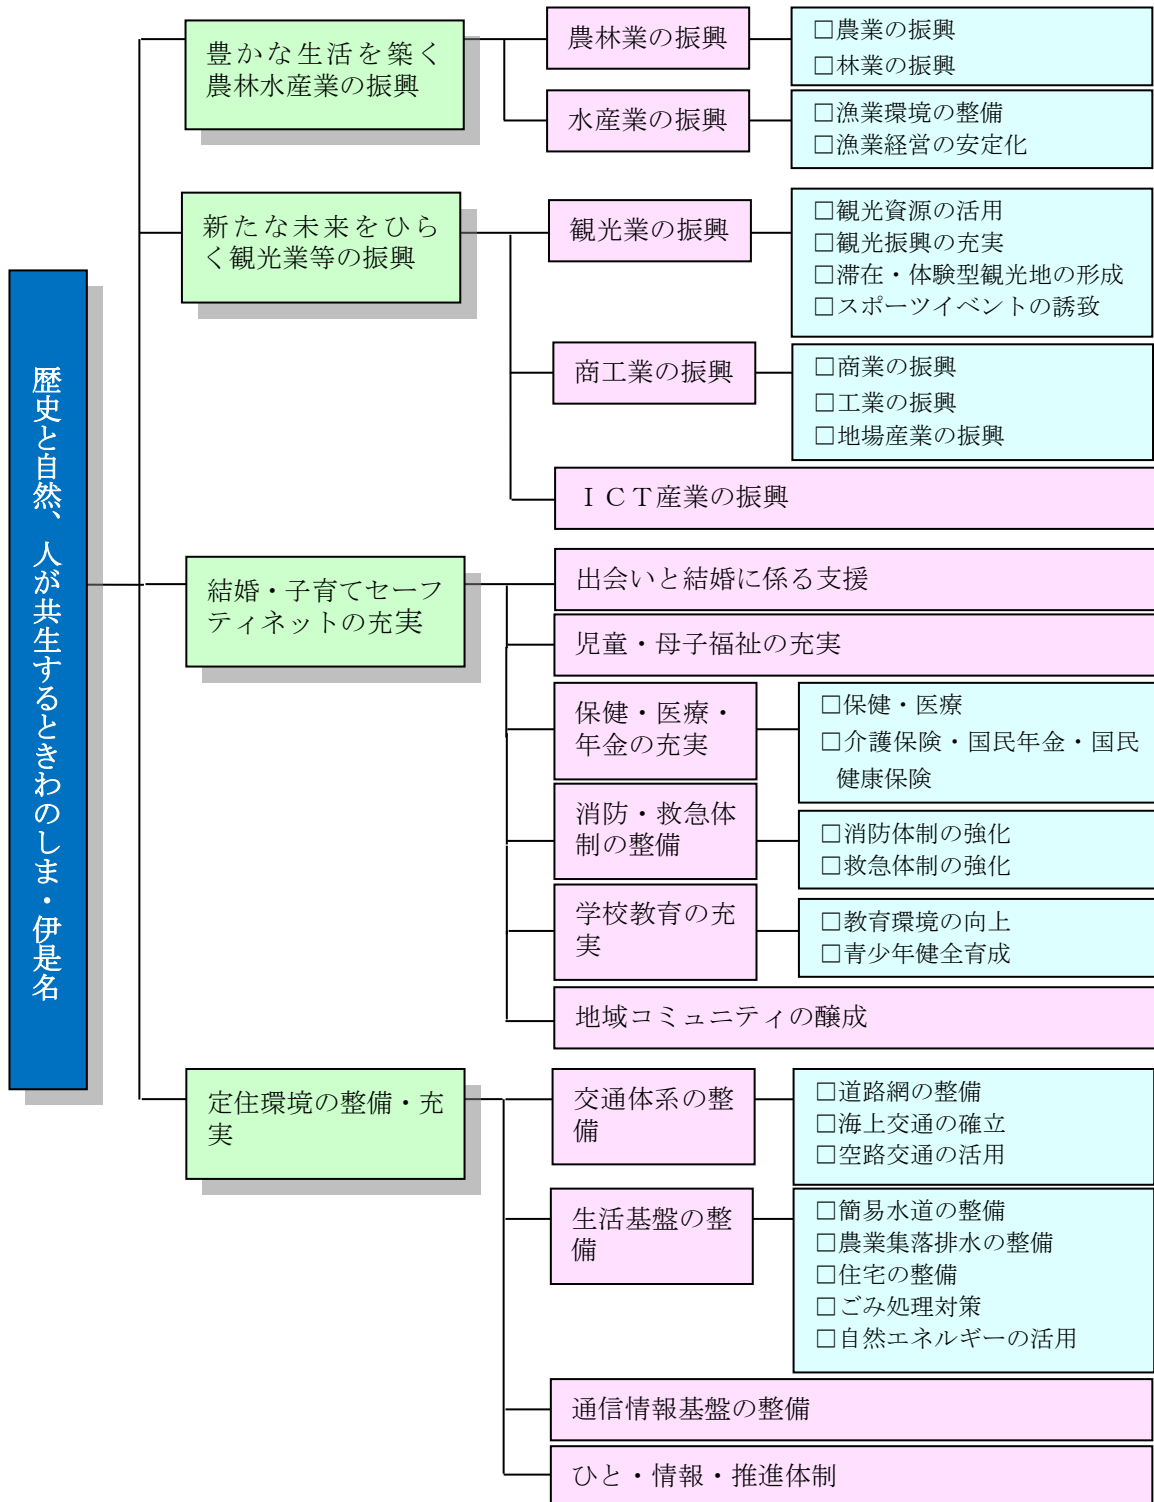 歴史と自然、人が共生するときわのしま・伊是名
豊かな生活を築く
農林水産業の振興
農林業の振興
□農業の振興
□林業の振興
水産業の振興
□漁業環境の整備
□漁業経営の安定化
新たな未来をひら
く観光業等の振興
観光業の振興
□観光資源の活用
□観光振興の充実
□滞在・体験型観光地の形成
□スポーツイベントの誘致
商工業の振興
□商業の振興
□工業の振興
□地場産業の振興
ＩＣＴ産業の振興
結婚・子育てセーフ
ティネットの充実
出会いと結婚に係る支援
児童・母子福祉の充実
保健・医療・
年金の充実
□保健・医療
□介護保険・国民年金・国民
健康保険
消防・救急体
制の整備
□消防体制の強化
□救急体制の強化
学校教育の充
実
□教育環境の向上
□青少年健全育成
地域コミュニティの醸成
定住環境の整備・充
実
交通体系の整
備
□道路網の整備
□海上交通の確立
□空路交通の活用
生活基盤の整
備
□簡易水道の整備
□農業集落排水の整備
□住宅の整備
□ごみ処理対策
□自然エネルギーの活用
通信情報基盤の整備
ひと・情報・推進体制